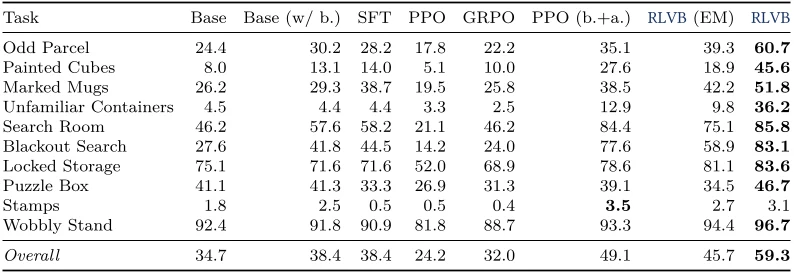 Task Base Base (w/ b.) SFT PPO GRPO PPO (b.+a.) RLVB (EM) RLVB
Odd Parcel 24.4 30.2 28.2 17.8 22.2 35.1 39.3 60.7
Painted Cubes 8.0 13.1 14.0 5.1 10.0 27.6 18.9 45.6
Marked Mugs 26.2 29.3 38.7 19.5 25.8 38.5 42.2 51.8
Unfamiliar Containers 4.5 4.4 4.4 3.3 2.5 12.9 9.8 36.2
Search Room 46.2 57.6 58.2 21.1 46.2 84.4 75.1 85.8
Blackout Search 27.6 41.8 44.5 14.2 24.0 77.6 58.9 83.1
Locked Storage 75.1 71.6 71.6 52.0 68.9 78.6 81.1 83.6
Puzzle Box 41.1 41.3 33.3 26.9 31.3 39.1 34.5 46.7
Stamps 1.8 2.5 0.5 0.5 0.4 3.5 2.7 3.1
Wobbly Stand 92.4 91.8 90.9 81.8 88.7 93.3 94.4 96.7
Overall 34.7 38.4 38.4 24.2 32.0 49.1 45.7 59.3